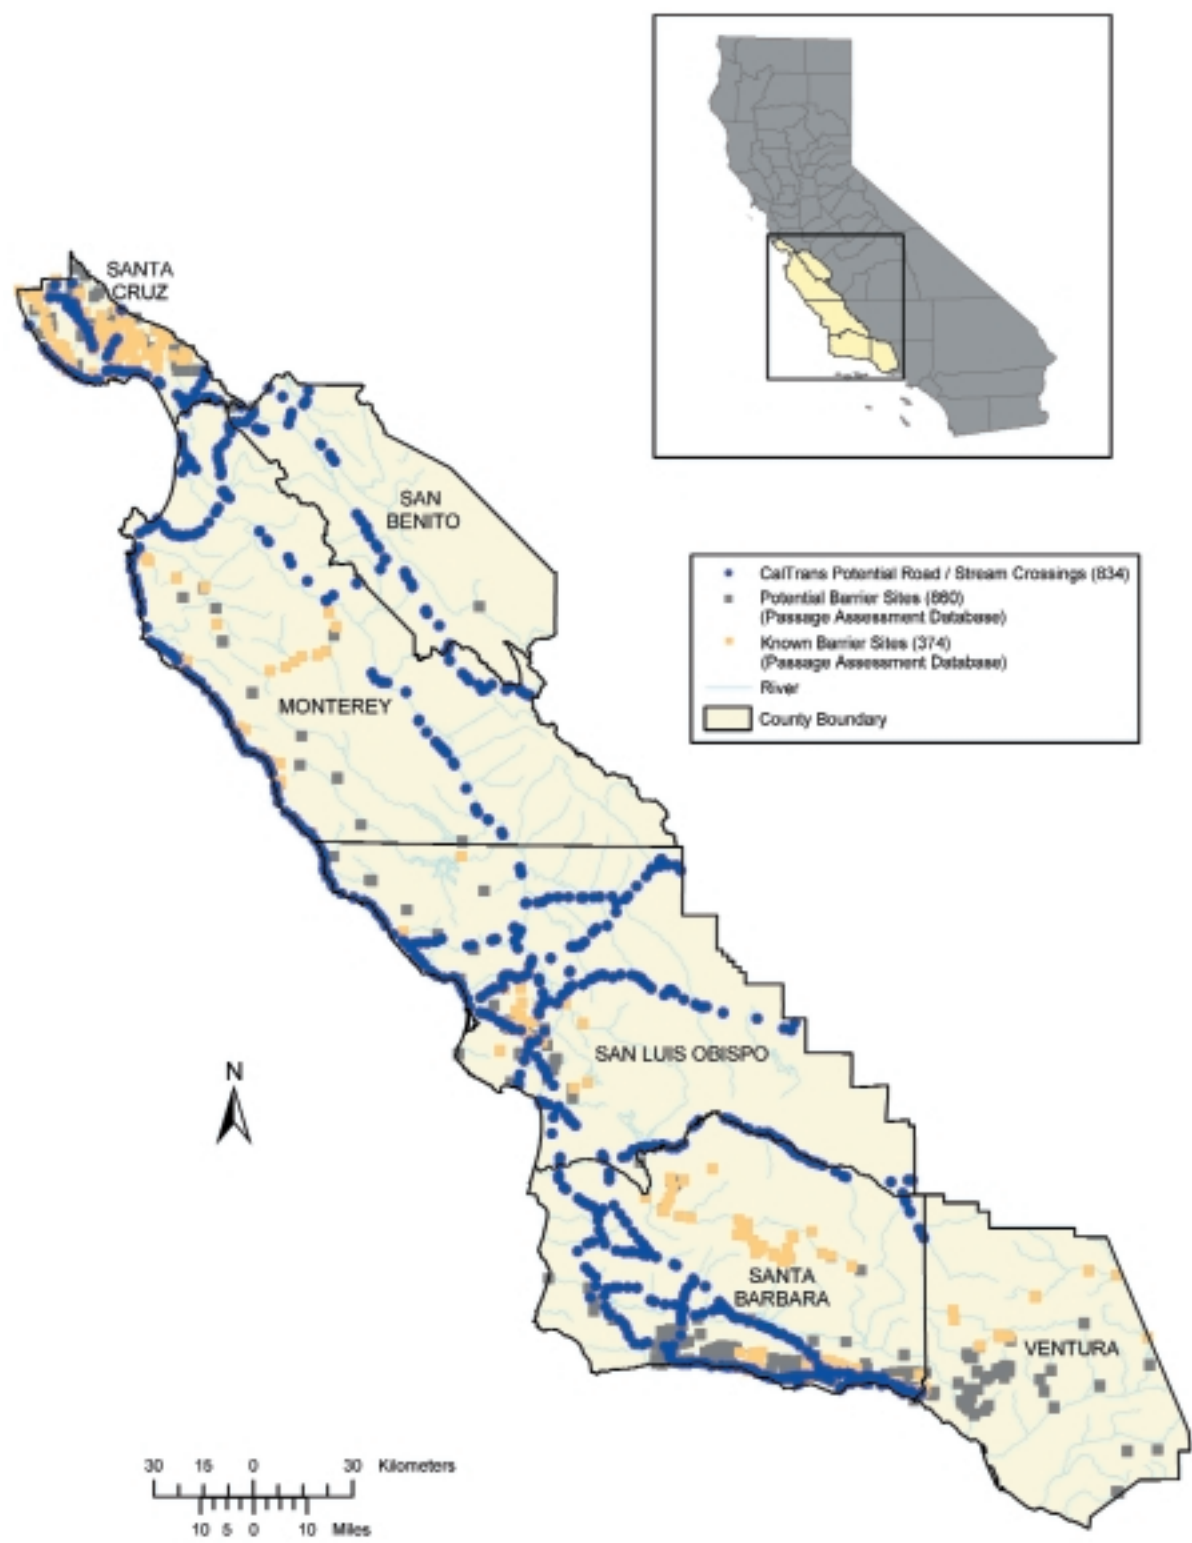 SANTA
CRUZ
SAN
BENITO
CalTrans Potential Road / Stream Crossings (834)
Potential Barrier Sites (860)
(Passage Assessment Database)
Known Barrier Sites (374)
(Passage Assessment Database)
River
County Boundary
MONTEREY
SAN LUIS OBISPO
N
SANTA
BARBARA
VENTURA
30 15 0 30 Kilometers
10 5 0 10 Miles